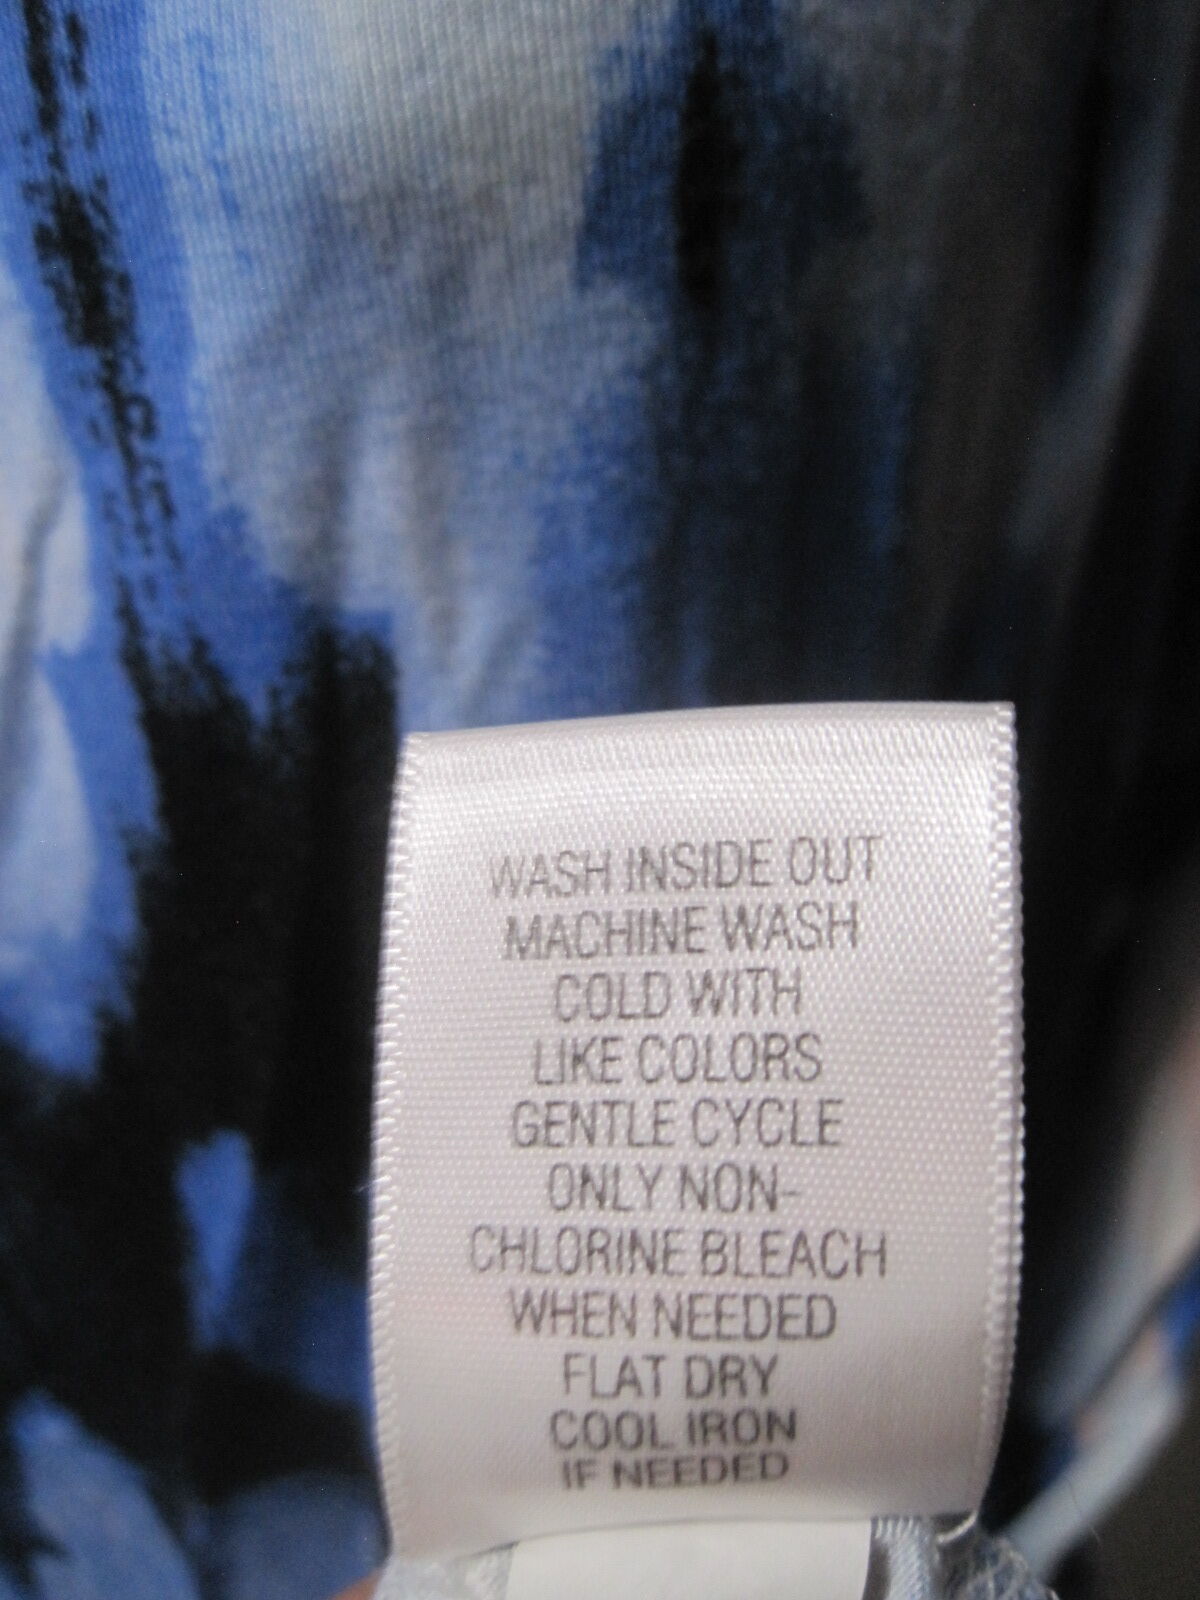 WASH INSIDE OUT
MACHINE WASH
COLD WITH
LIKE COLORS
GENTLE CYCLE
ONLY NON-
CHLORINE BLEACH
WHEN NEEDED
FLAT DRY
COOL IRON
IF NEEDED